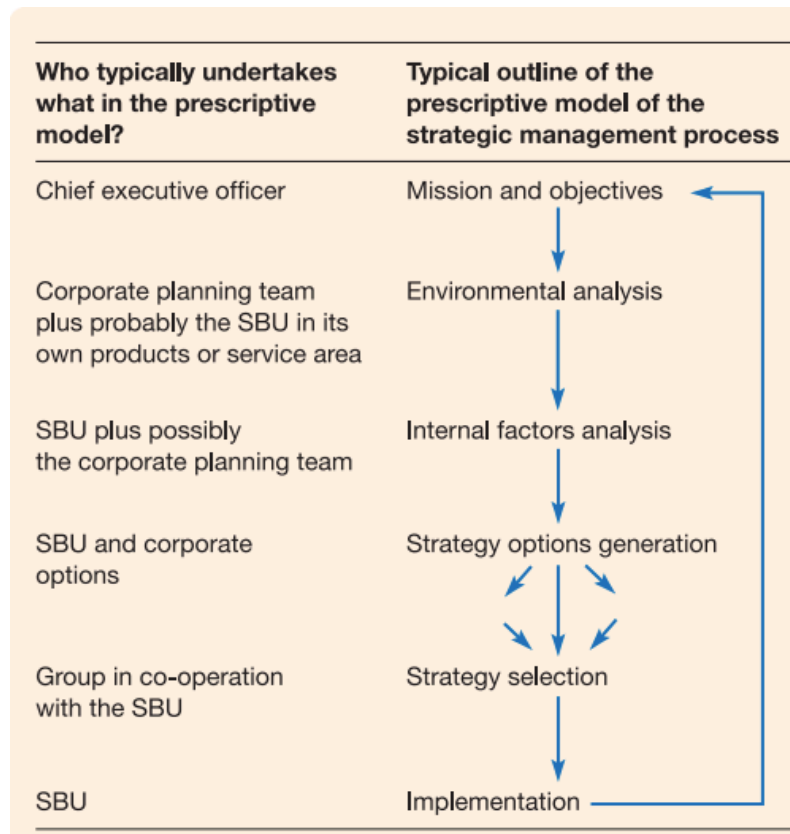 Who typically undertakes
what in the prescriptive
model?
Typical outline of the
prescriptive model of the
strategic management process
Chief executive officer
Mission and objectives
Corporate planning team
plus probably the SBU in its
own products or service area
Environmental analysis
SBU plus possibly
the corporate planning team
Internal factors analysis
SBU and corporate
options
Strategy options generation
Group in co-operation
with the SBU
Strategy selection
SBU
Implementation